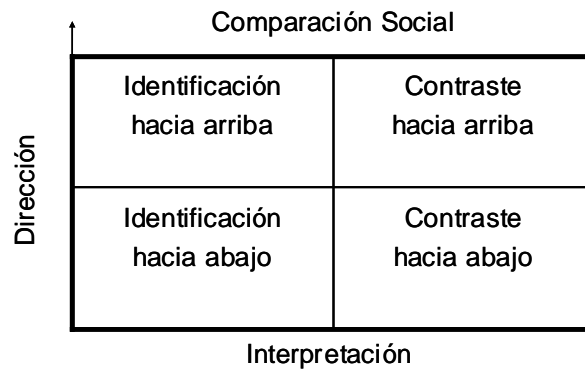 Comparación Social
Identificación
hacia arriba
Contraste
hacia arriba
Dirección
Identificación
hacia abajo
Contraste
hacia abajo
Interpretación